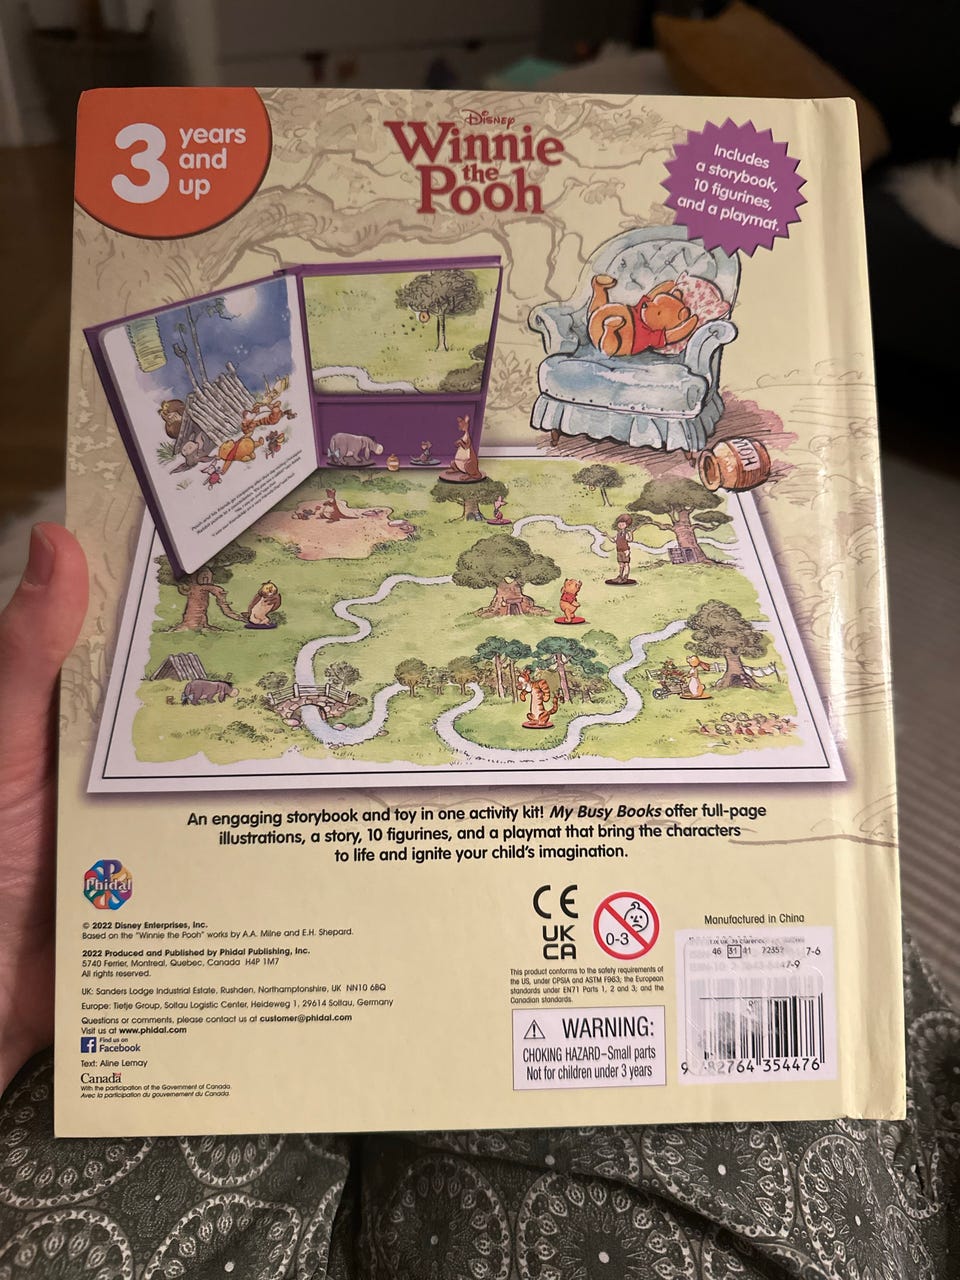 3 years
and
up
Disney
Winnie
the
Pooh
Includes
a storybook,
10 figurines,
and a playmat.
HUNY
An engaging storybook and toy in one activity kit! My Busy Books offer full-page
illustrations, a story, 10 figurines, and a playmat that bring the characters
to life and ignite your child's imagination.
Phidal
© 2022 Disney Enterprises, Inc.
Based on the "Winnie the Pooh" works by A.A. Milne and E.H. Shepard.
2022 Produced and Published by Phidal Publishing, Inc.
5740 Ferrier, Montreal, Quebec, Canada H4P 1M7
All rights reserved.
UK: Sanders Lodge Industrial Estate, Rushden, Northamptonshire, UK NN10 6BQ
Europe: Tietje Group, Soltau Logistic Center, Heideweg 1, 29614 Soltau, Germany
Questions or comments, please contact us at customer@phidal.com
Visit us at www.phidal.com
Find us on
Facebook
Text: Aline Lemay
Canada
With the participation of the Government of Canada.
Avec la participation du gouvernement du Canada.
CE
UK
CA
0-3
This product conforms to the safety requirements of
the US, under CPSIA and ASTM F963; the European
standards under EN71 Parts 1, 2 and 3; and the
Canadian standards.
WARNING:
CHOKING HAZARD–Small parts
Not for children under 3 years
Manufactured in China
46 31 41 7-6
7-9
82764 354476